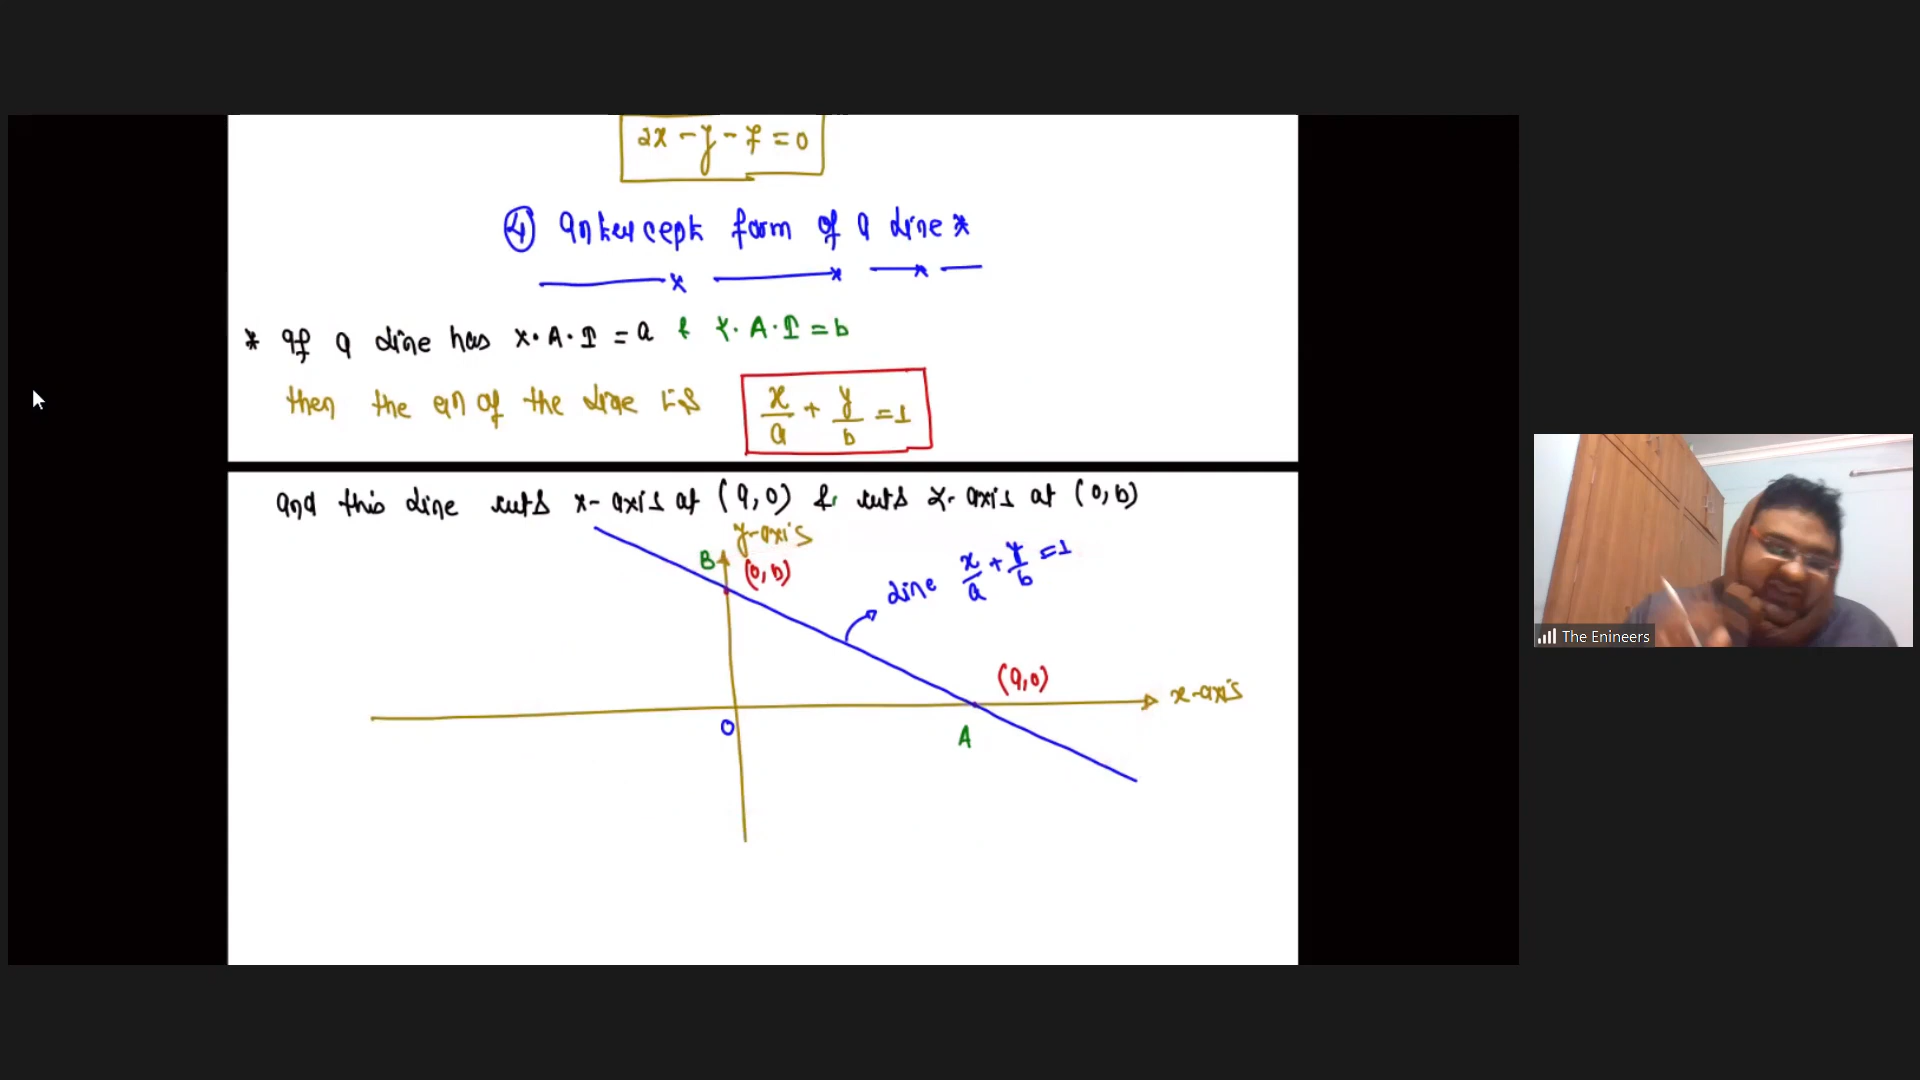 2x - y - 7 = 0
④ Intercept form of a line *
* If a line has X.A.I = a & Y.A.I = b
then the eqn of the line is x/a + y/b = 1
and this line cuts x-axis at (a,0) & cuts y-axis at (0,b)
y-axis
B (0,b)
line x/a + y/b = 1
(a,0)
x-axis
O
A
The Enineers